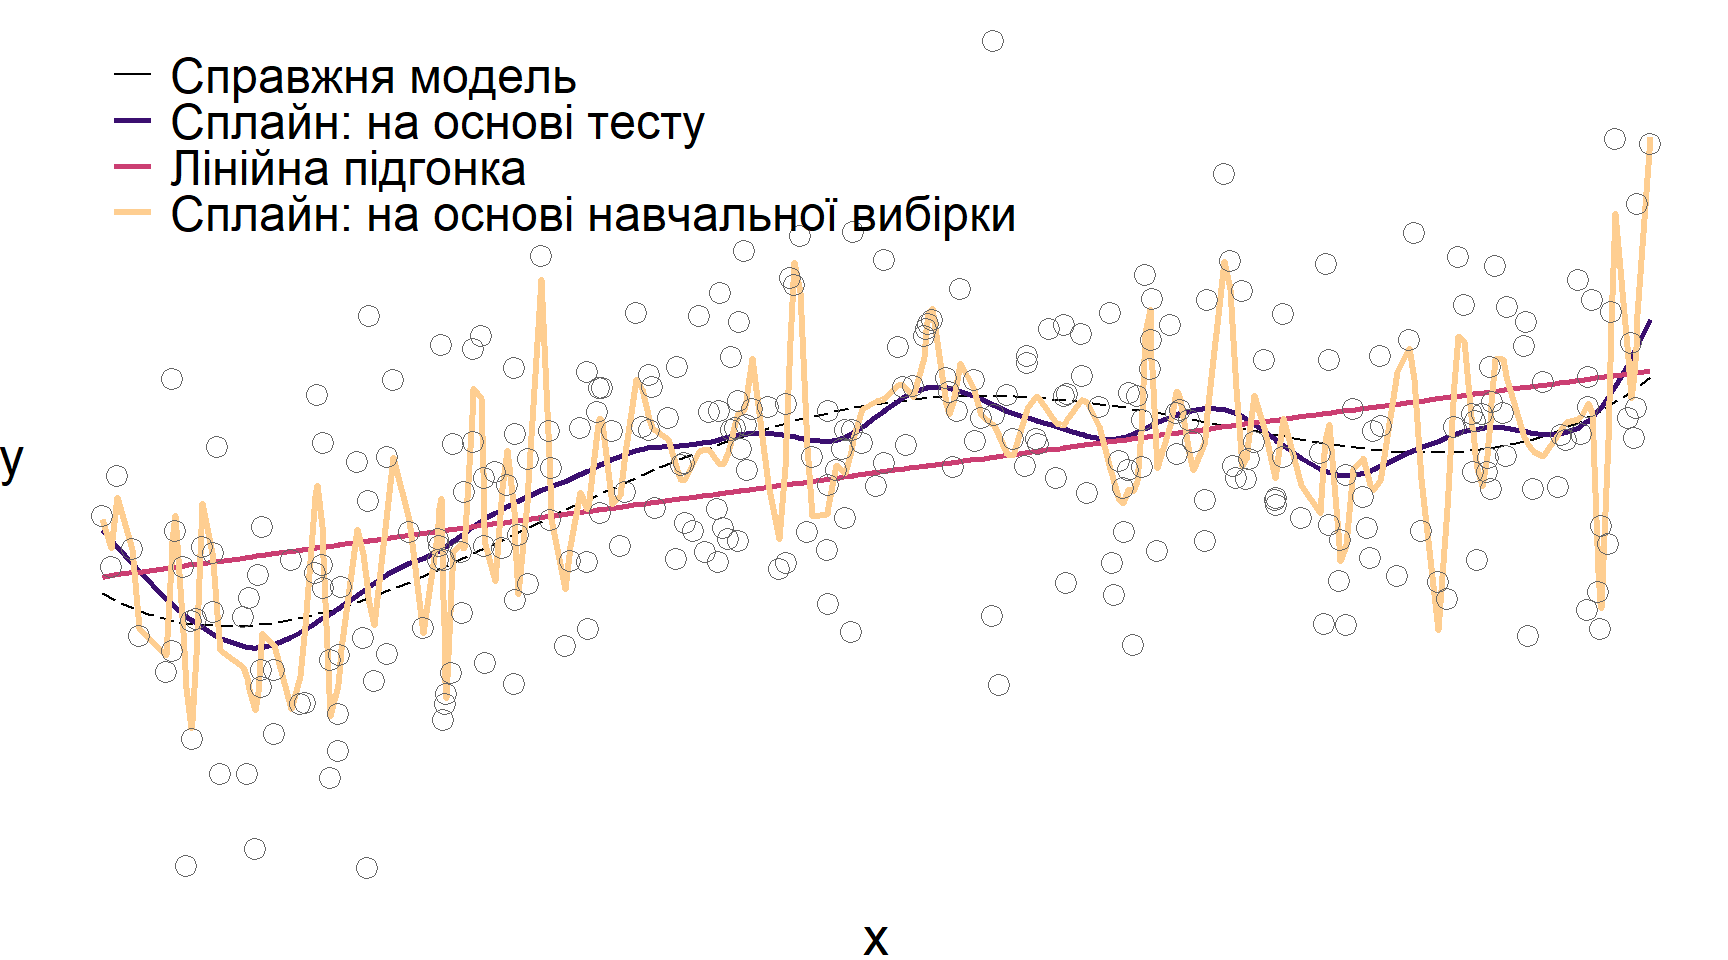 Справжня модель
Сплайн: на основі тесту
Лінійна підгонка
Сплайн: на основі навчальної вибірки
y
x